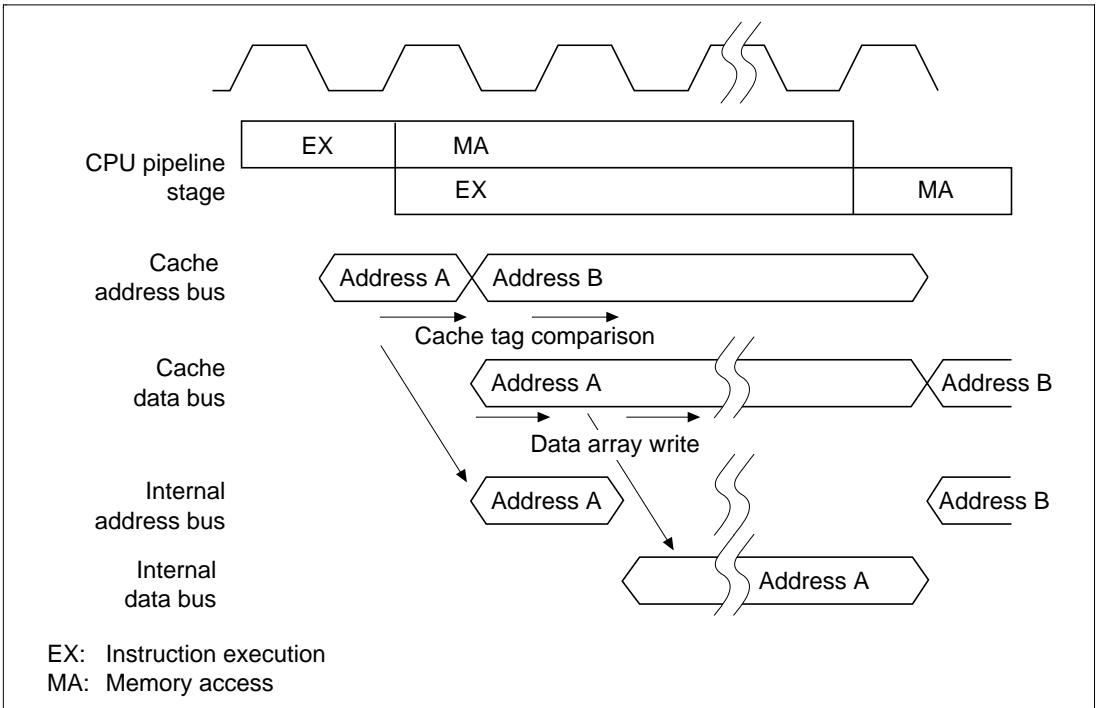 EX MA
CPU pipeline
stage
EX MA
Cache
address bus
Address A Address B
Cache tag comparison
Cache
data bus
Address A Address B
Data array write
Internal
address bus
Address A Address B
Internal
data bus
Address A
EX: Instruction execution
MA: Memory access